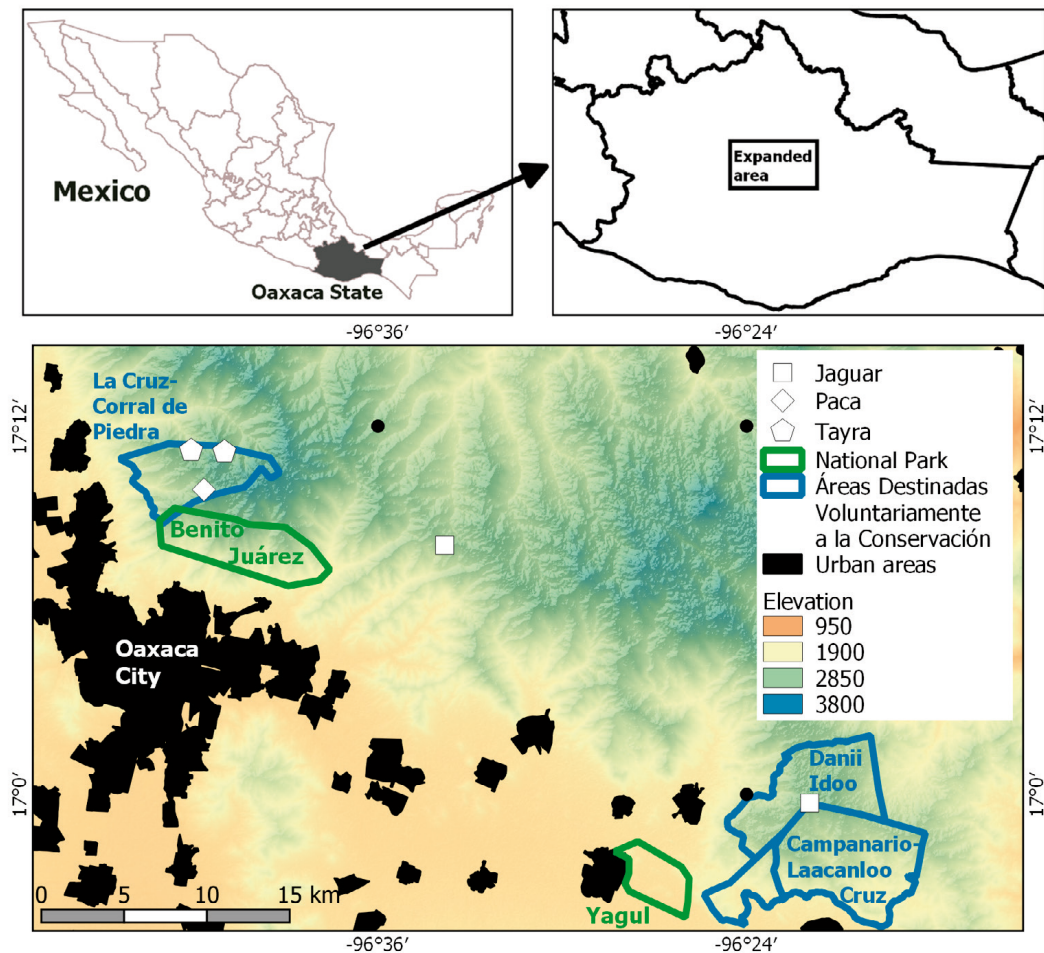 Mexico
Oaxaca State
Expanded
area
-96°36′
-96°24′
17°12′
17°12′
La Cruz-
Corral de
Piedra
Benito
Juárez
Oaxaca
City
Jaguar
Paca
Tayra
National Park
Áreas Destinadas
Voluntariamente
a la Conservación
Urban areas
Elevation
950
1900
2850
3800
17°0′
17°0′
Danii
Idoo
Campanario-
Laacanloo
Cruz
Yagul
0 5 10 15 km
-96°36′
-96°24′